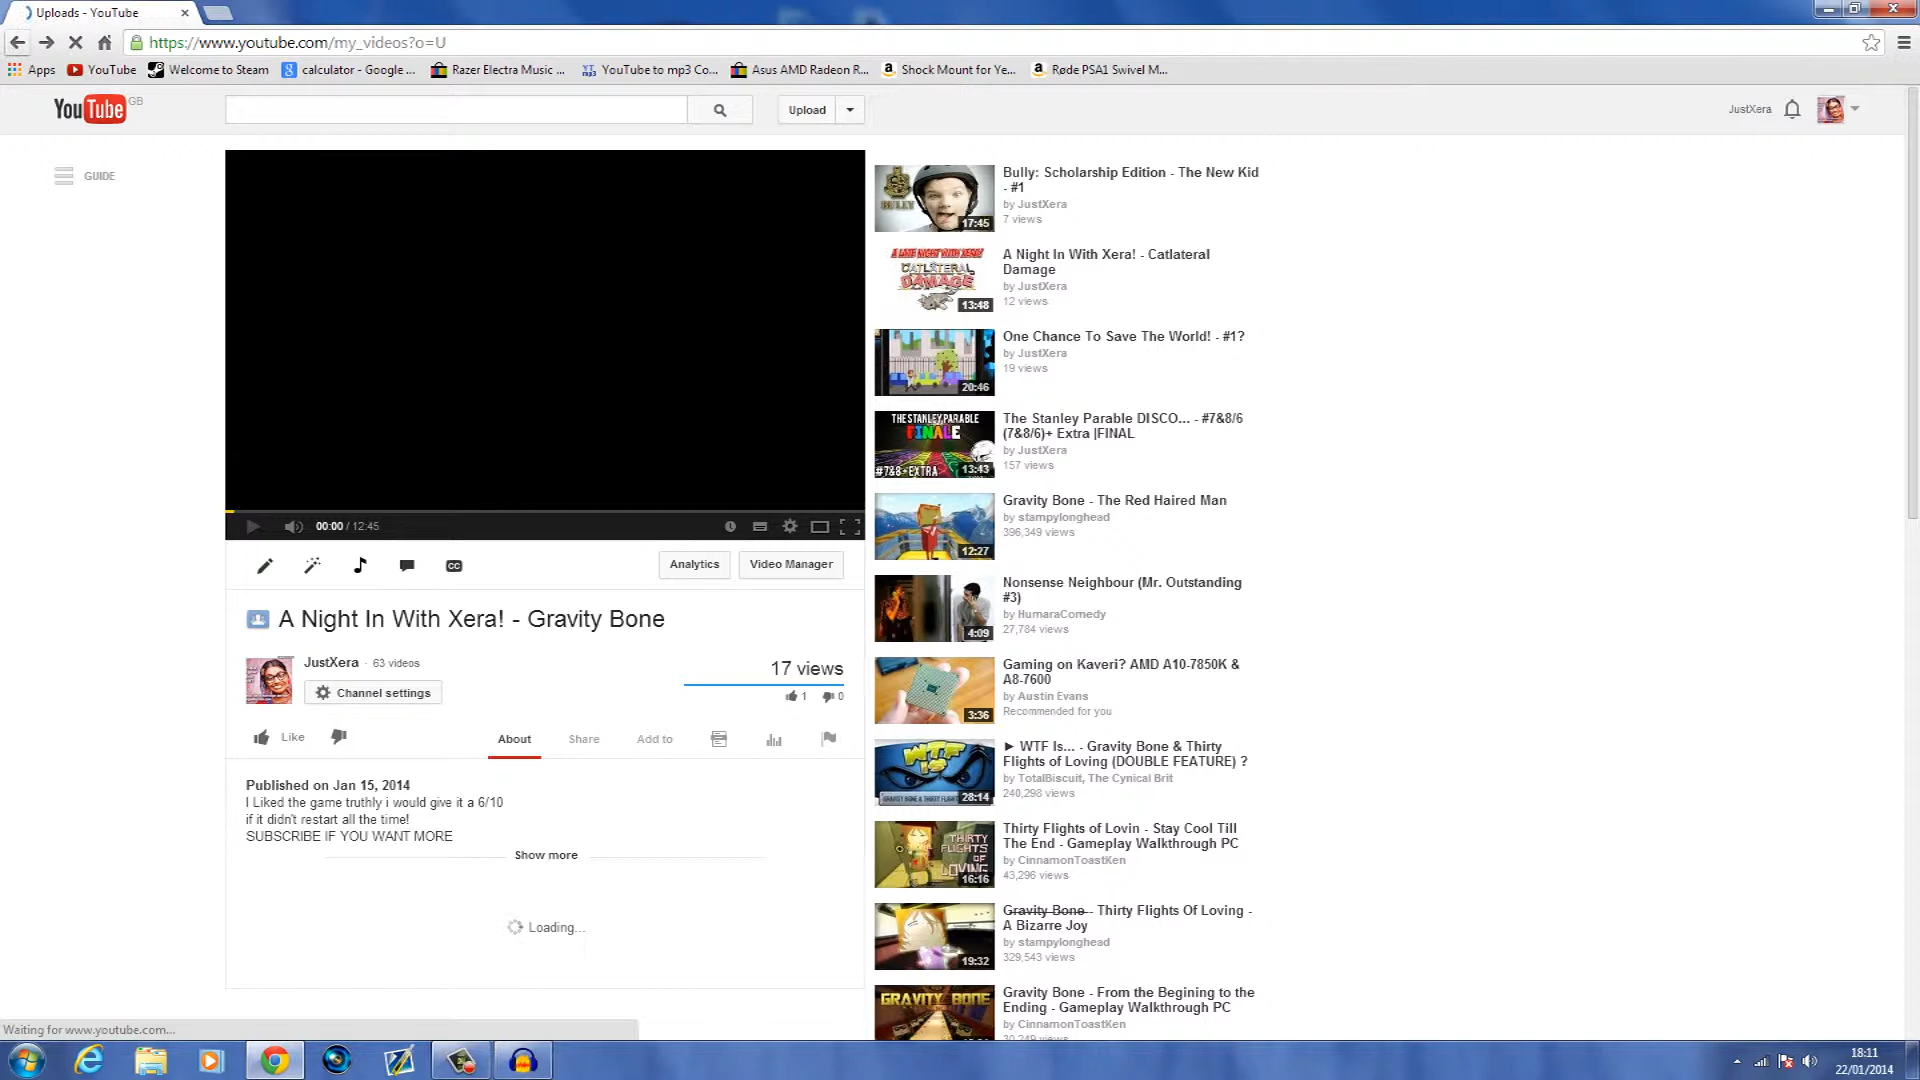 Uploads - YouTube
https://www.youtube.com/my_videos?o=U
Apps
YouTube
Welcome to Steam
calculator - Google ...
Razer Electra Music ...
YouTube to mp3 Co...
Asus AMD Radeon R...
Shock Mount for Ye...
Røde PSA1 Swivel M...
YouTube GB
Upload
JustXera
GUIDE
00:00 / 12:45
CC
Analytics
Video Manager
A Night In With Xera! - Gravity Bone
JustXera · 63 videos
Channel settings
17 views
1
0
Like
About
Share
Add to
Published on Jan 15, 2014
I Liked the game truthly i would give it a 6/10
if it didn't restart all the time!
SUBSCRIBE IF YOU WANT MORE
Show more
Loading...
BULLY
17:45
Bully: Scholarship Edition - The New Kid
- #1
by JustXera
7 views
A LATE NIGHT WITH XERA!
CATLATERAL
DAMAGE
13:48
A Night In With Xera! - Catlateral
Damage
by JustXera
12 views
20:46
One Chance To Save The World! - #1?
by JustXera
19 views
THE STANLEY PARABLE
FINALE
#7&8+EXTRA
13:43
The Stanley Parable DISCO... - #7&8/6
(7&8/6)+ Extra |FINAL
by JustXera
157 views
12:27
Gravity Bone - The Red Haired Man
by stampylonghead
396,349 views
4:09
Nonsense Neighbour (Mr. Outstanding
#3)
by HumaraComedy
27,784 views
3:36
Gaming on Kaveri? AMD A10-7850K &
A8-7600
by Austin Evans
Recommended for you
WTF IS
28:14
► WTF Is... - Gravity Bone & Thirty
Flights of Loving (DOUBLE FEATURE) ?
by TotalBiscuit, The Cynical Brit
240,298 views
THIRTY
FLIGHTS
OF
LOVING
16:16
Thirty Flights of Lovin - Stay Cool Till
The End - Gameplay Walkthrough PC
by CinnamonToastKen
43,296 views
19:32
Gravity Bone - Thirty Flights Of Loving -
A Bizarre Joy
by stampylonghead
329,543 views
GRAVITY BONE
Gravity Bone - From the Begining to the
Ending - Gameplay Walkthrough PC
by CinnamonToastKen
Waiting for www.youtube.com...
18:11
22/01/2014